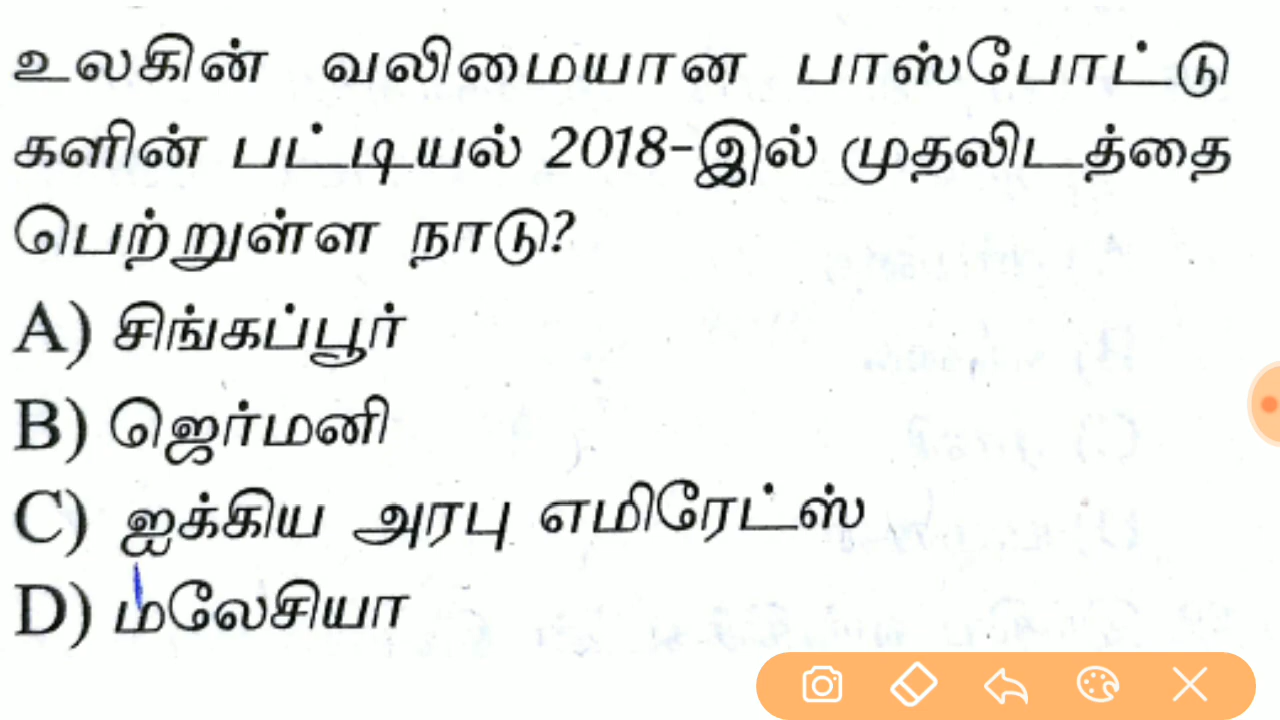 உலகின் வலிமையான பாஸ்போட்டு
களின் பட்டியல் 2018-இல் முதலிடத்தை
பெற்றுள்ள நாடு?
A) சிங்கப்பூர்
B) ஜெர்மனி
C) ஐக்கிய அரபு எமிரேட்ஸ்
D) மலேசியா